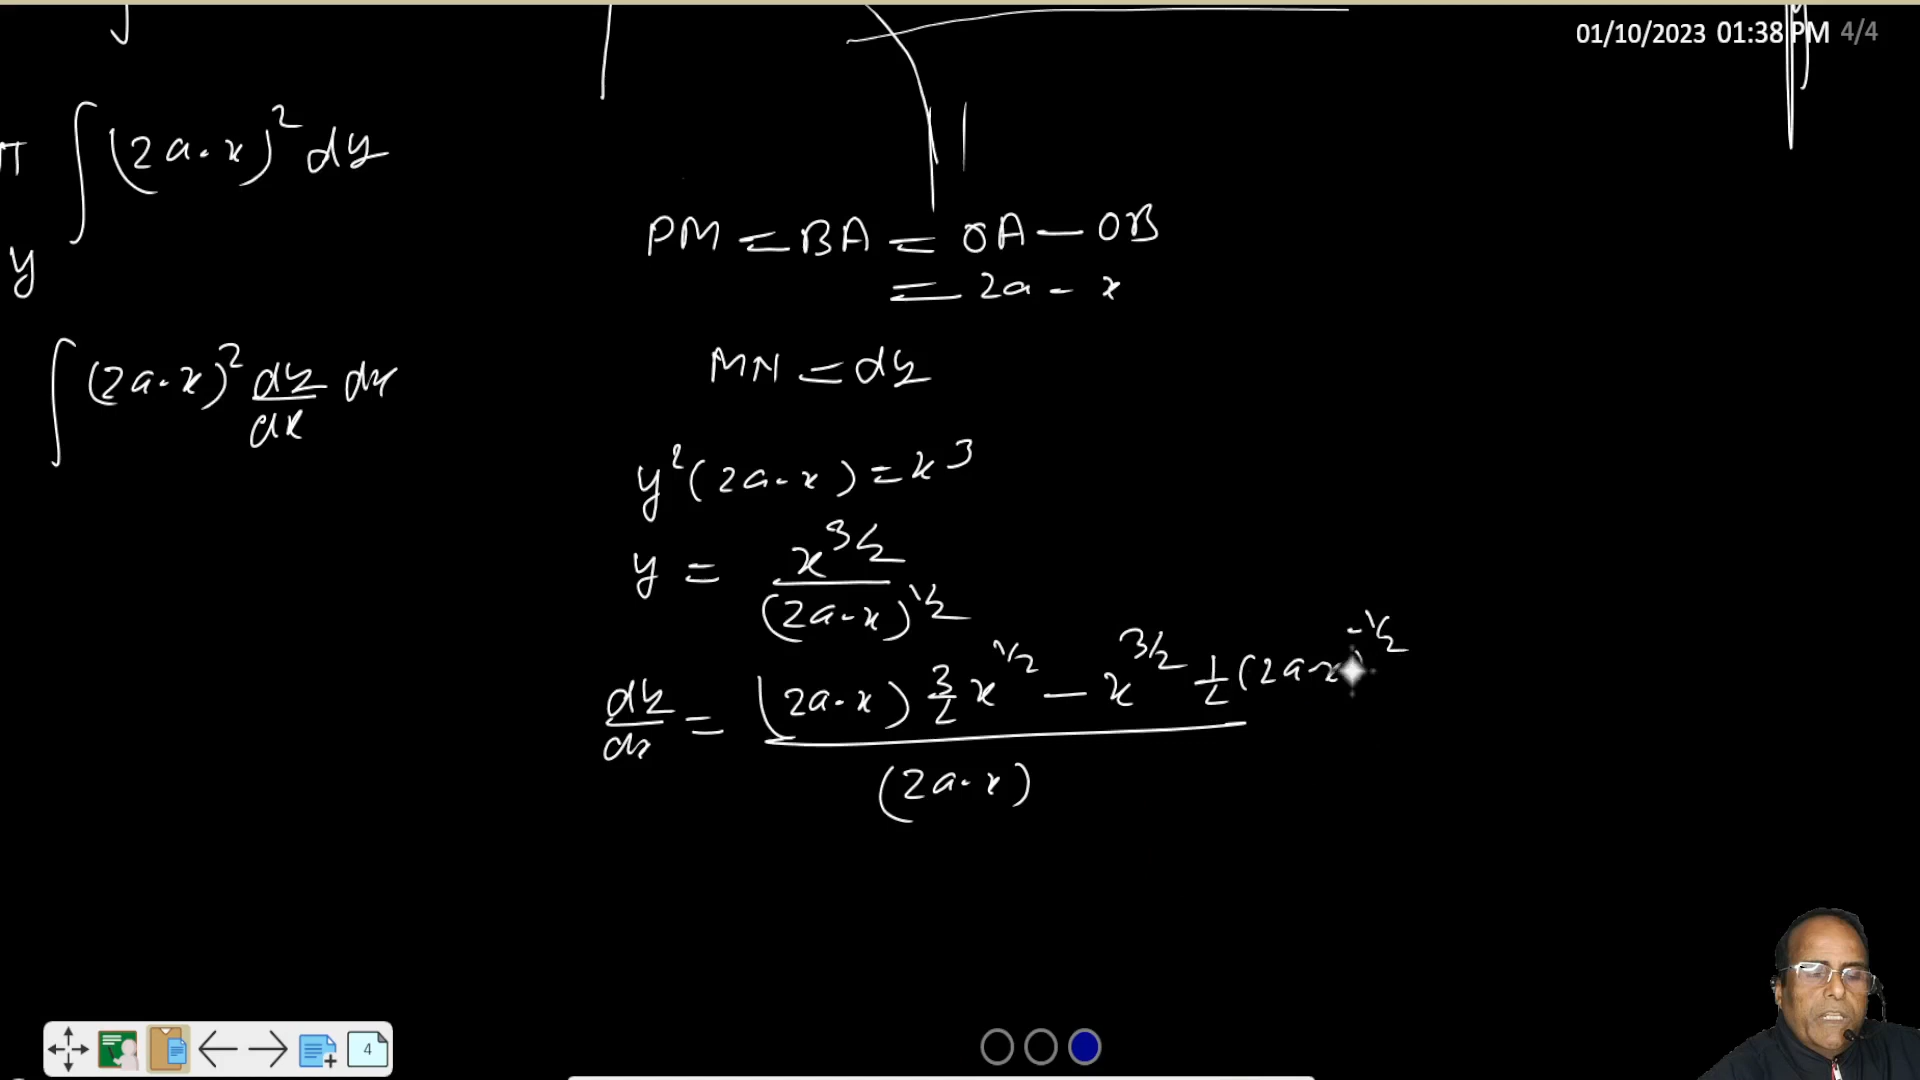 01/10/2023 01:38 PM 4/4
π ∫ (2a-x)² dy
y
∫ (2a-x)² dy/dx dx
PM = BA = OA - OB
= 2a - x
MN = dy
y²(2a-x) = x³
y = x^3/2 / (2a-x)^1/2
dy/dx = (2a-x) 3/2 x^1/2 - x^3/2 1/2 (2a-x)^-1/2 / (2a-x)
4